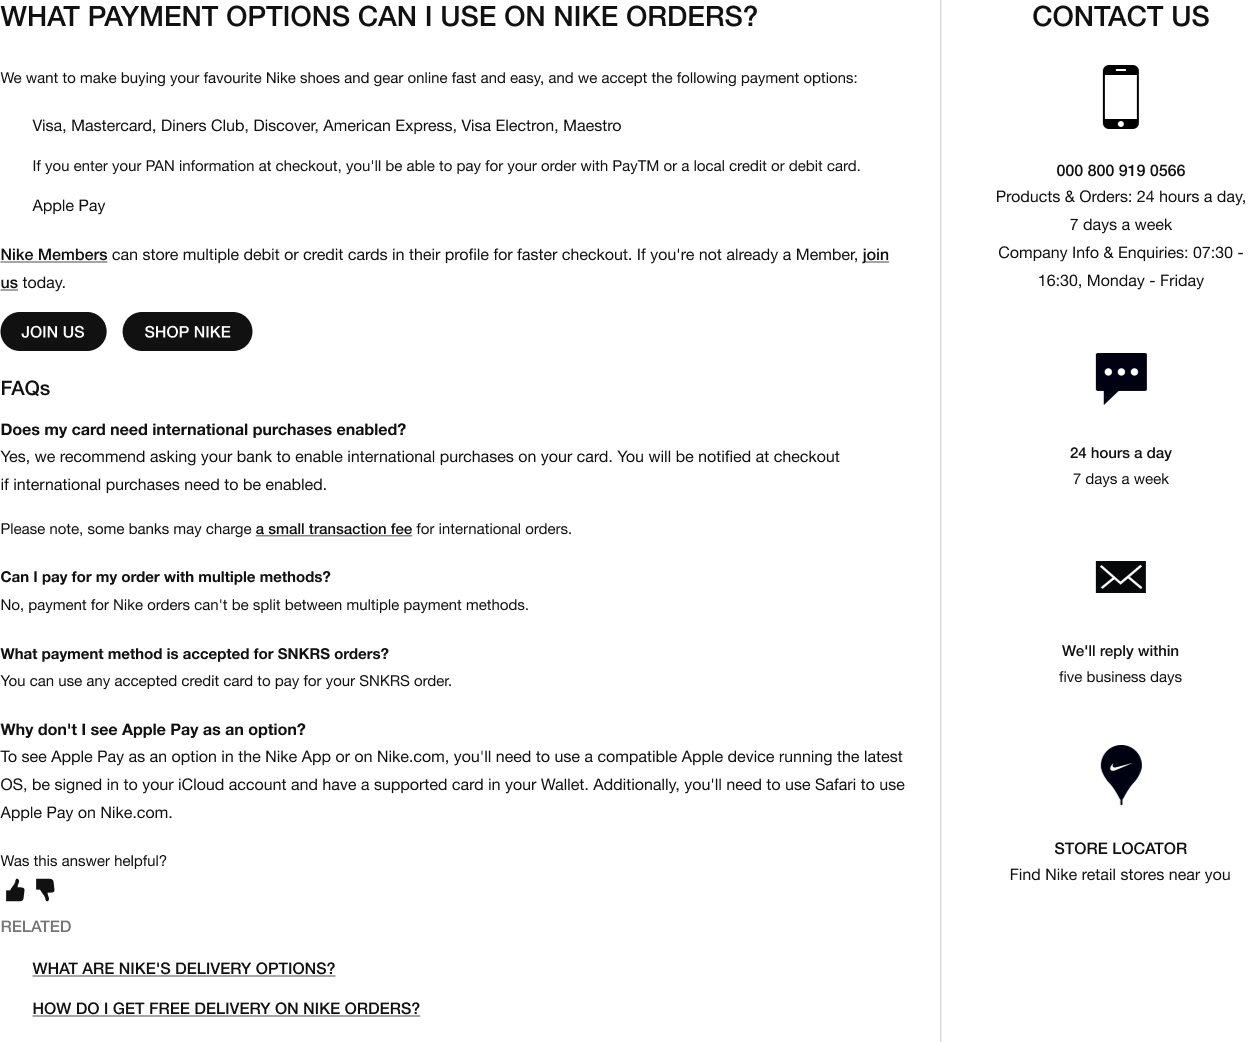 WHAT PAYMENT OPTIONS CAN I USE ON NIKE ORDERS?
We want to make buying your favourite Nike shoes and gear online fast and easy, and we accept the following payment options:
Visa, Mastercard, Diners Club, Discover, American Express, Visa Electron, Maestro
If you enter your PAN information at checkout, you'll be able to pay for your order with PayTM or a local credit or debit card.
Apple Pay
Nike Members can store multiple debit or credit cards in their profile for faster checkout. If you're not already a Member, join
us today.
JOIN US
SHOP NIKE
FAQs
Does my card need international purchases enabled?
Yes, we recommend asking your bank to enable international purchases on your card. You will be notified at checkout
if international purchases need to be enabled.
Please note, some banks may charge a small transaction fee for international orders.
Can I pay for my order with multiple methods?
No, payment for Nike orders can't be split between multiple payment methods.
What payment method is accepted for SNKRS orders?
You can use any accepted credit card to pay for your SNKRS order.
Why don't I see Apple Pay as an option?
To see Apple Pay as an option in the Nike App or on Nike.com, you'll need to use a compatible Apple device running the latest
OS, be signed in to your iCloud account and have a supported card in your Wallet. Additionally, you'll need to use Safari to use
Apple Pay on Nike.com.
Was this answer helpful?
RELATED
WHAT ARE NIKE'S DELIVERY OPTIONS?
HOW DO I GET FREE DELIVERY ON NIKE ORDERS?
CONTACT US
000 800 919 0566
Products & Orders: 24 hours a day,
7 days a week
Company Info & Enquiries: 07:30 -
16:30, Monday - Friday
24 hours a day
7 days a week
We'll reply within
five business days
STORE LOCATOR
Find Nike retail stores near you